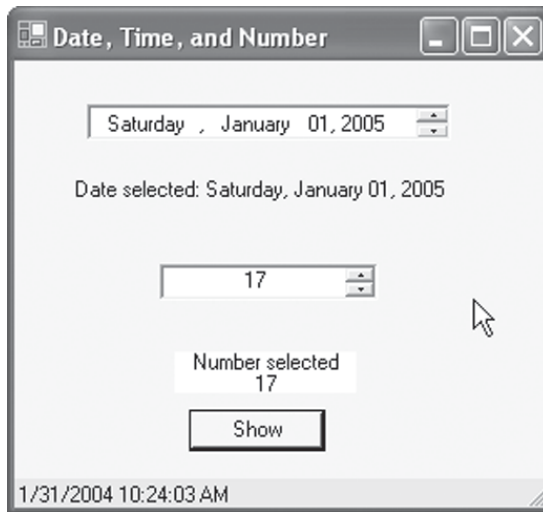 Date, Time, and Number
Saturday , January 01, 2005
Date selected: Saturday, January 01, 2005
17
Number selected
17
Show
1/31/2004 10:24:03 AM